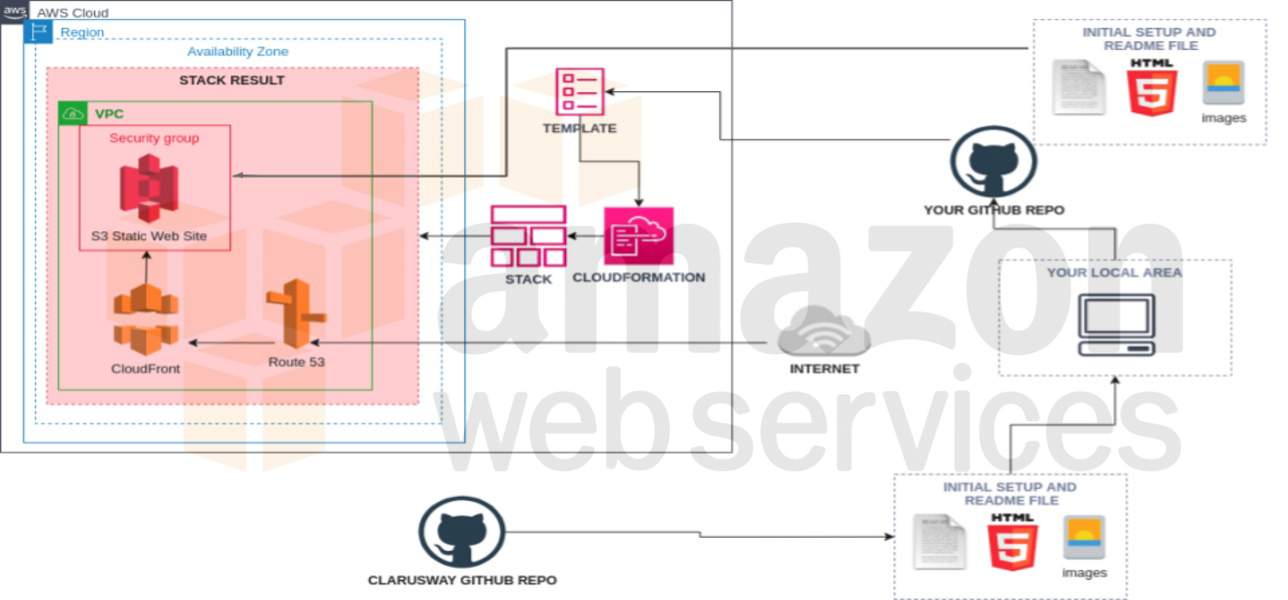 aws
AWS Cloud
Region
Availability Zone
STACK RESULT
VPC
Security group
S3 Static Web Site
CloudFront
Route 53
TEMPLATE
STACK
CLOUDFORMATION
INTERNET
INITIAL SETUP AND
README FILE
HTML
5
images
YOUR GITHUB REPO
YOUR LOCAL AREA
amazon
webservices
INITIAL SETUP AND
README FILE
HTML
5
images
CLARUSWAY GITHUB REPO